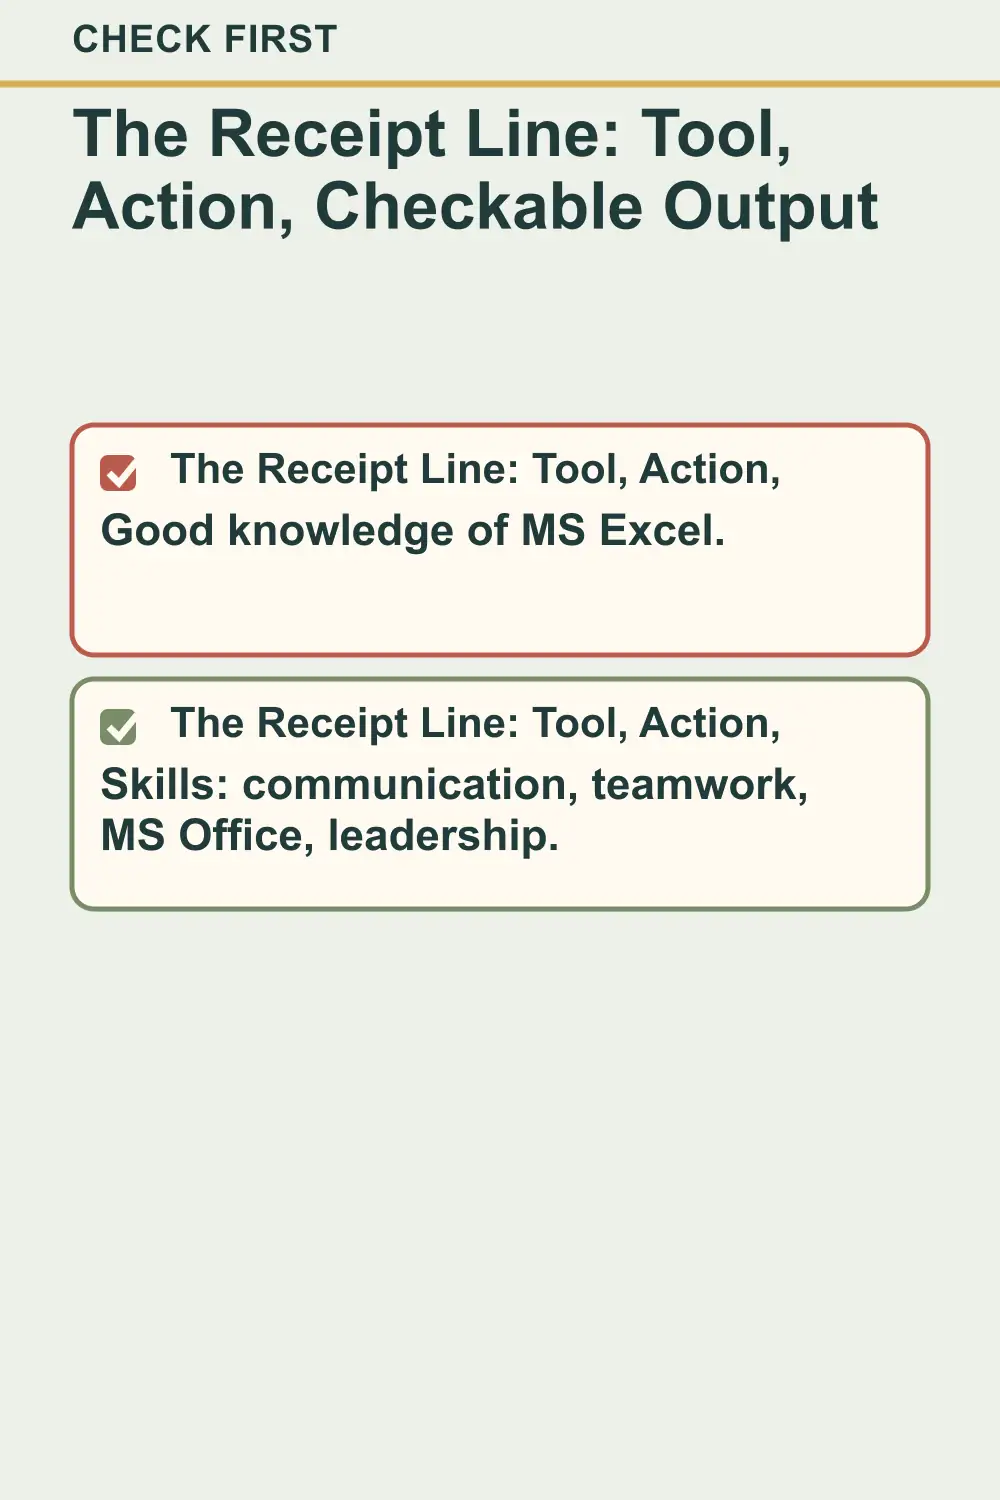 CHECK FIRST
The Receipt Line: Tool,
Action, Checkable Output
The Receipt Line: Tool, Action,
Good knowledge of MS Excel.
The Receipt Line: Tool, Action,
Skills: communication, teamwork,
MS Office, leadership.